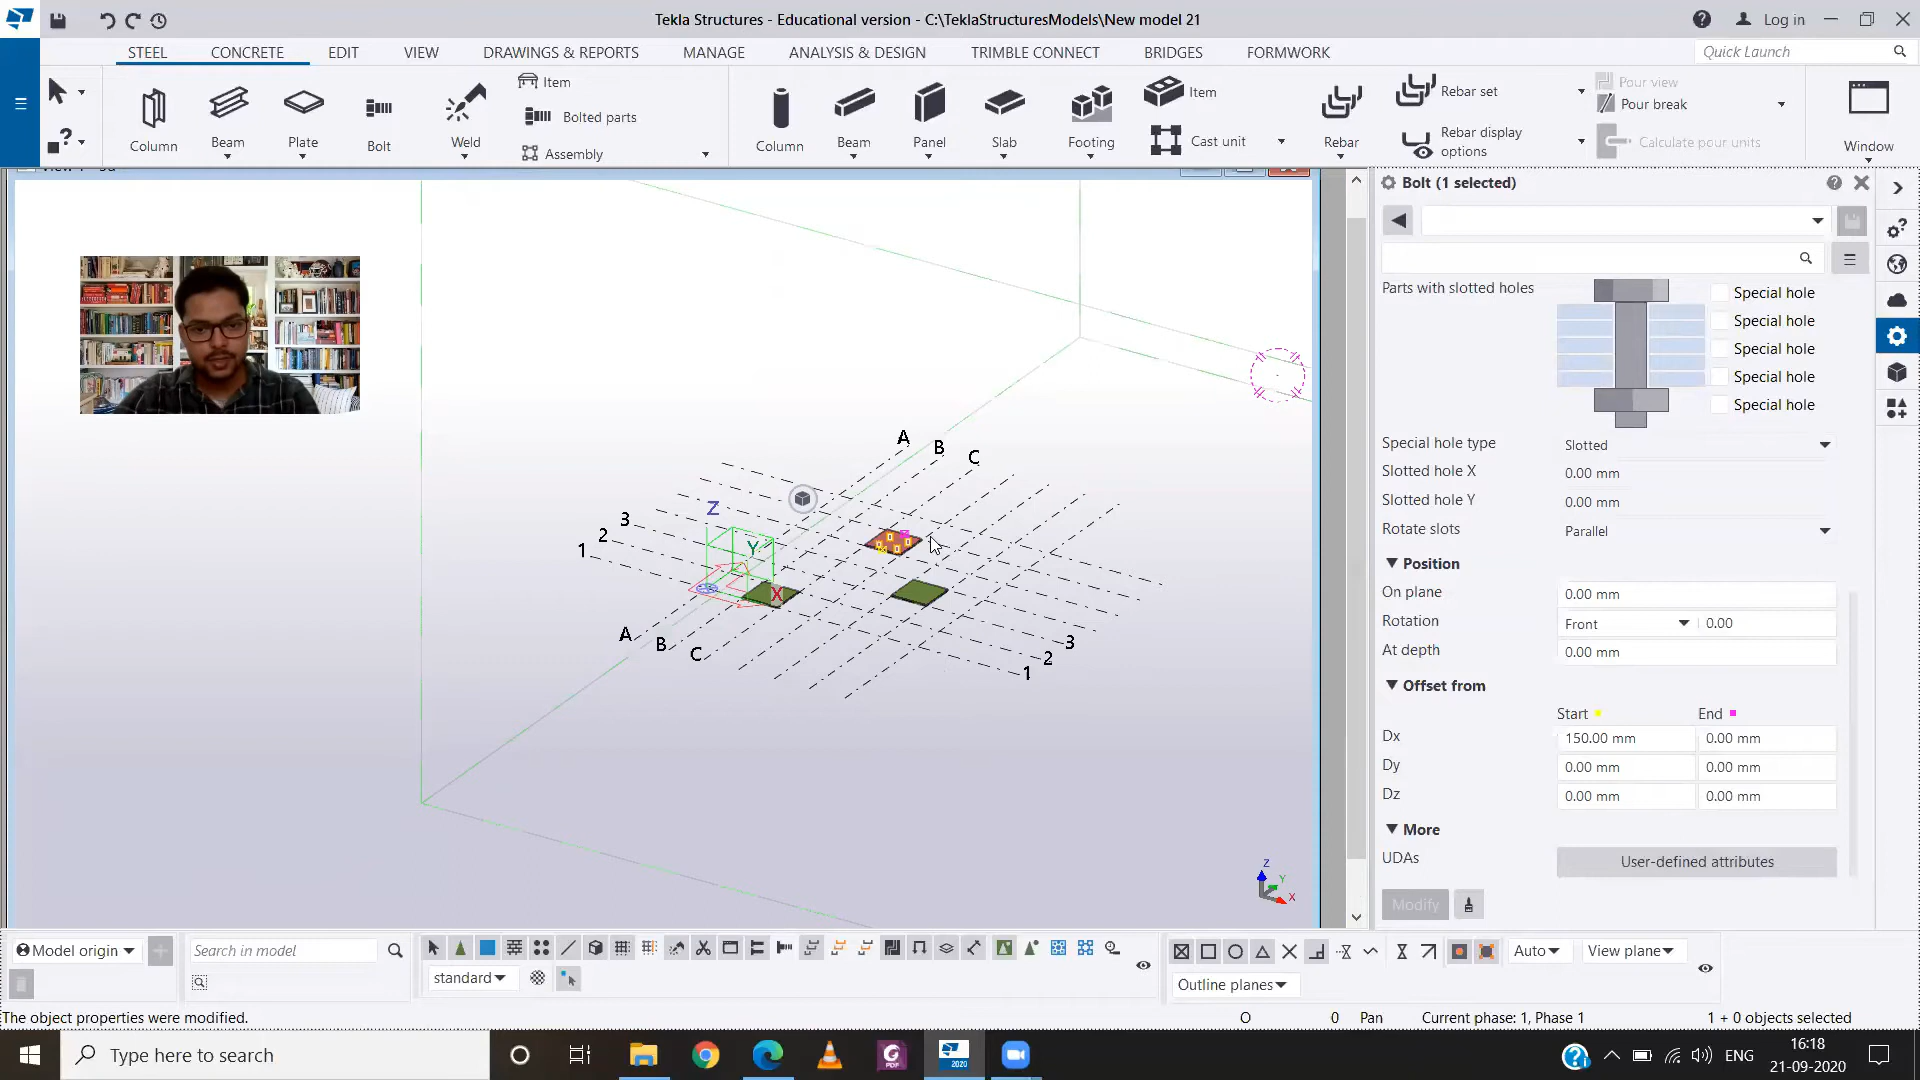 Tekla Structures - Educational version - C:\TeklaStructuresModels\New model 21
Log in
STEEL CONCRETE EDIT VIEW DRAWINGS & REPORTS MANAGE ANALYSIS & DESIGN TRIMBLE CONNECT BRIDGES FORMWORK
Quick Launch
Column Beam Plate Bolt Weld
Item
Bolted parts
Assembly
Column Beam Panel Slab Footing
Item
Cast unit
Rebar
Rebar set
Rebar display options
Pour view
Pour break
Calculate pour units
Window
Bolt (1 selected)
Parts with slotted holes
Special hole
Special hole
Special hole
Special hole
Special hole
Special hole type Slotted
Slotted hole X 0.00 mm
Slotted hole Y 0.00 mm
Rotate slots Parallel
Position
On plane 0.00 mm
Rotation Front 0.00
At depth 0.00 mm
Offset from
Start End
Dx 150.00 mm 0.00 mm
Dy 0.00 mm 0.00 mm
Dz 0.00 mm 0.00 mm
More
UDAs User-defined attributes
Modify
A
B
C
Z
3
2
1
Y
X
A
B
C
3
2
1
Z
Y
X
Model origin
Search in model
standard
Auto
View plane
Outline planes
The object properties were modified.
O 0 Pan Current phase: 1, Phase 1 1 + 0 objects selected
Type here to search
2020
PDF
ENG
16:18
21-09-2020